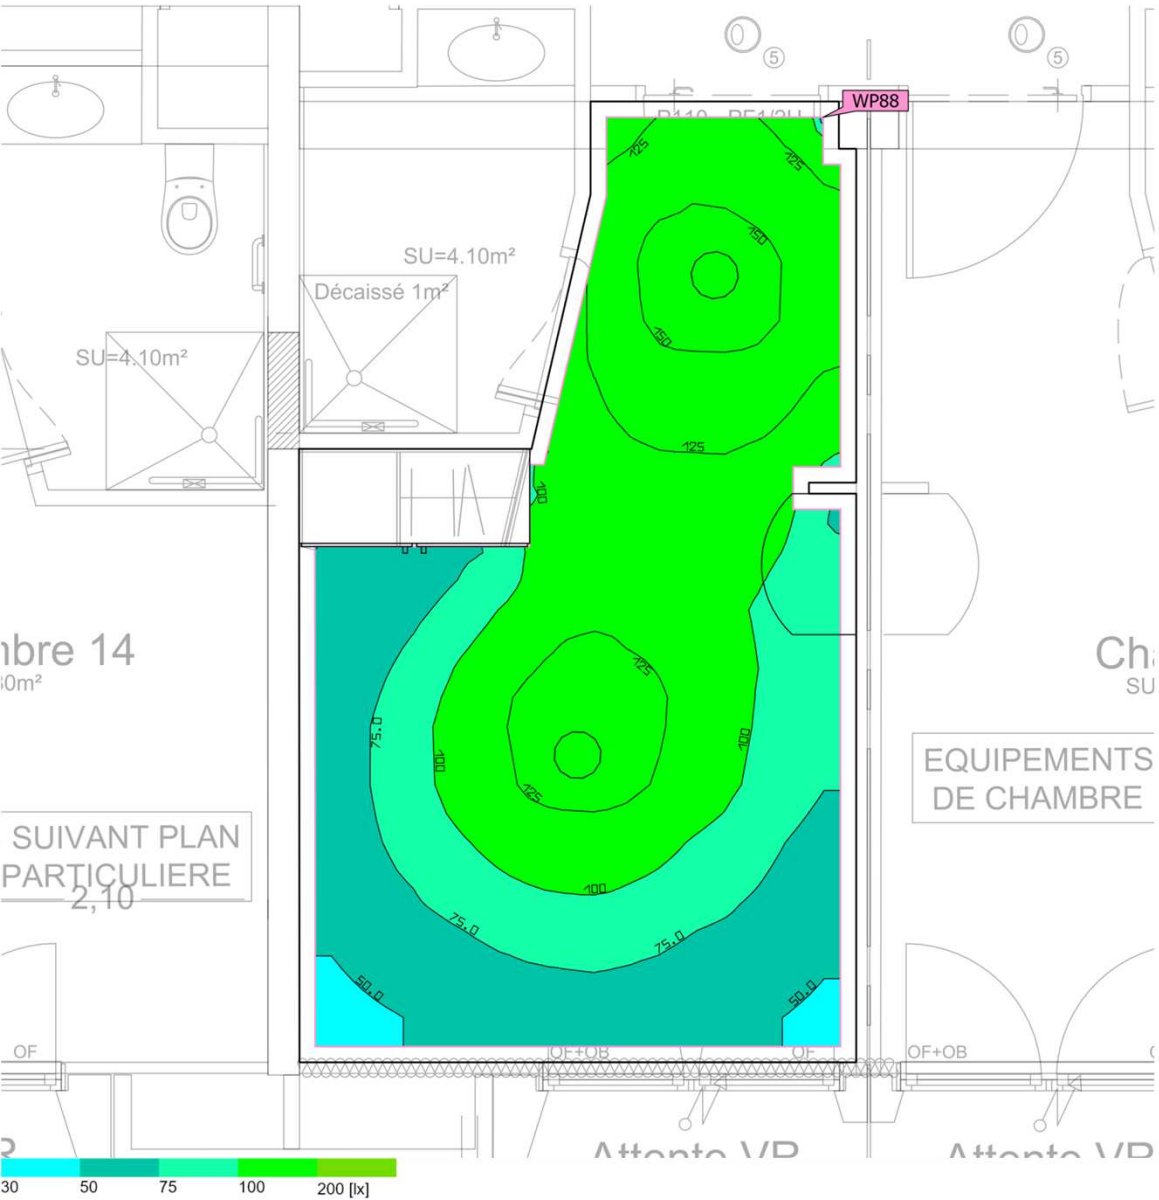 5
5
WP88
125
125
150
SU=4.10m²
Décaissé 1m²
150
SU=4.10m²
125
100
125
mbre 14
75.0
100
100
SU
EQUIPEMENTS
DE CHAMBRE
125
SUIVANT PLAN
PARTICULIERE
2,10
100
75.0
75.0
50.0
50.0
OF
OF+OB
OF
OF+OB
Attente VR
Attente VR
R
30 50 75 100 200 [lx]